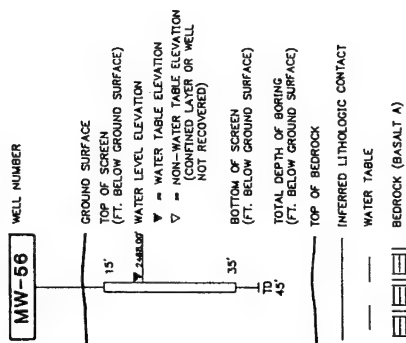 MW-56 WELL NUMBER
GROUND SURFACE
15' TOP OF SCREEN
(FT. BELOW GROUND SURFACE)
2488.00' WATER LEVEL ELEVATION
▼ = WATER TABLE ELEVATION
▽ = NON-WATER TABLE ELEVATION
(CONFINED LAYER OR WELL
NOT RECOVERED)
35' BOTTOM OF SCREEN
(FT. BELOW GROUND SURFACE)
TD
45' TOTAL DEPTH OF BORING
(FT. BELOW GROUND SURFACE)
TOP OF BEDROCK
INFERRED LITHOLOGIC CONTACT
WATER TABLE
BEDROCK (BASALT A)